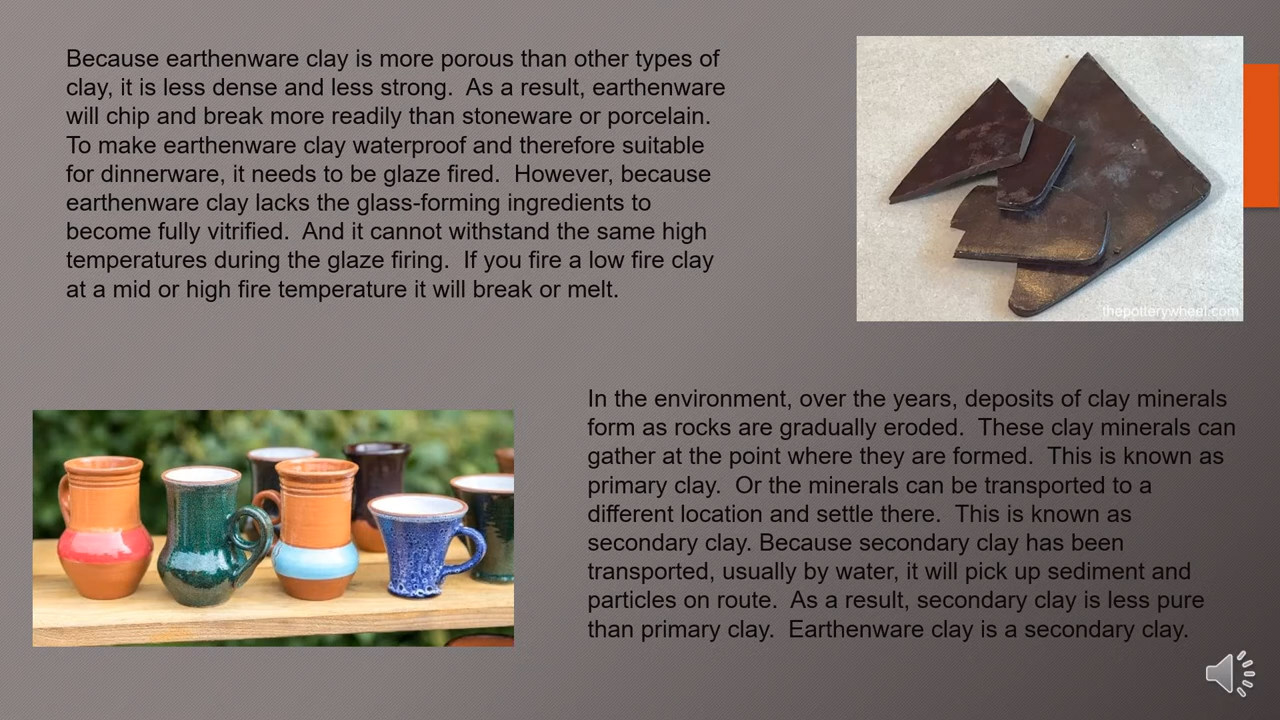 Because earthenware clay is more porous than other types of
clay, it is less dense and less strong.  As a result, earthenware
will chip and break more readily than stoneware or porcelain.
To make earthenware clay waterproof and therefore suitable
for dinnerware, it needs to be glaze fired.  However, because
earthenware clay lacks the glass-forming ingredients to
become fully vitrified.  And it cannot withstand the same high
temperatures during the glaze firing.  If you fire a low fire clay
at a mid or high fire temperature it will break or melt.
thepotterywheel.com
In the environment, over the years, deposits of clay minerals
form as rocks are gradually eroded.  These clay minerals can
gather at the point where they are formed.  This is known as
primary clay.  Or the minerals can be transported to a
different location and settle there.  This is known as
secondary clay. Because secondary clay has been
transported, usually by water, it will pick up sediment and
particles on route.  As a result, secondary clay is less pure
than primary clay.  Earthenware clay is a secondary clay.